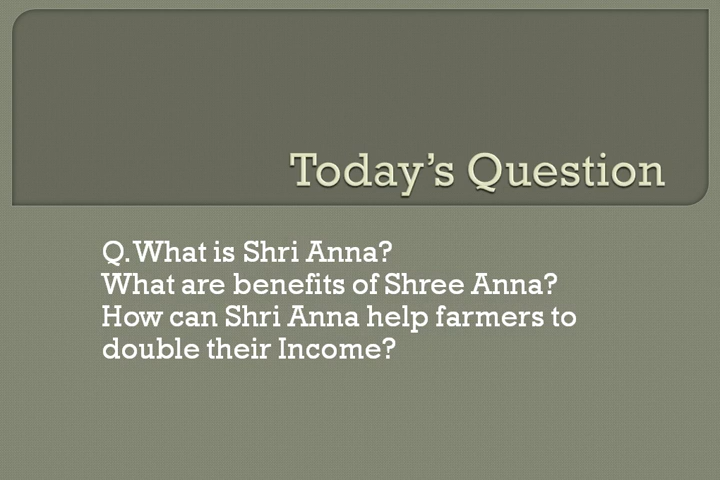 Today’s Question
Q. What is Shri Anna?
What are benefits of Shree Anna?
How can Shri Anna help farmers to
double their Income?